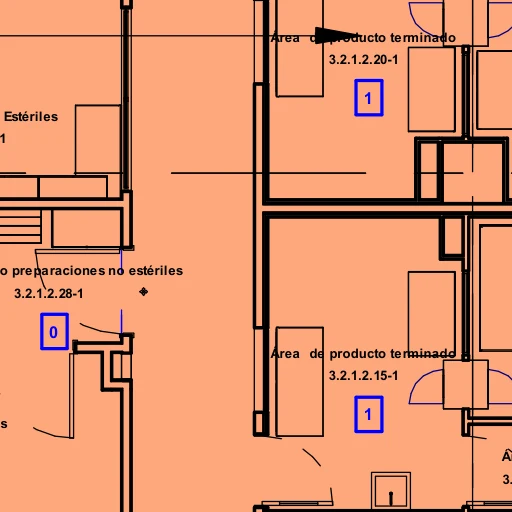 Área de producto terminado
3.2.1.2.20-1
1
Estériles
1
o preparaciones no estériles
3.2.1.2.28-1
0
Área de producto terminado
3.2.1.2.15-1
1
s
3.